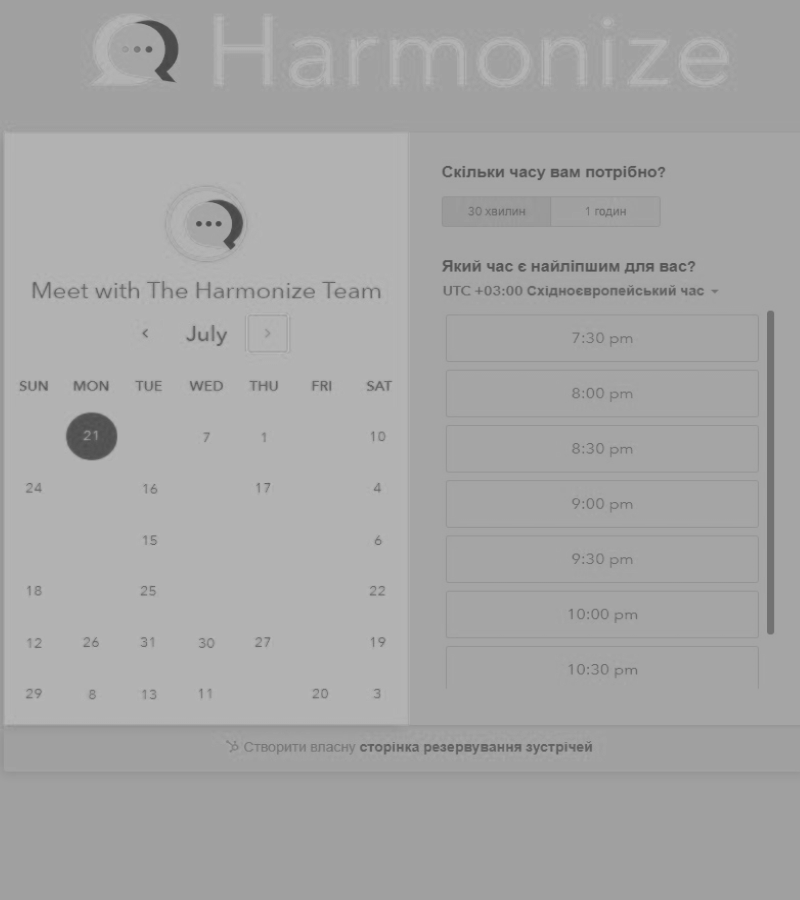 Harmonize
Meet with The Harmonize Team
July
SUN MON TUE WED THU FRI SAT
21 7 1 10
24 16 17 4
15 6
18 25 22
12 26 31 30 27 19
29 8 13 11 20 3
Скільки часу вам потрібно?
30 хвилин 1 годин
Який час є найліпшим для вас?
UTC +03:00 Східноєвропейський час
7:30 pm
8:00 pm
8:30 pm
9:00 pm
9:30 pm
10:00 pm
10:30 pm
Створити власну сторінка резервування зустрічей